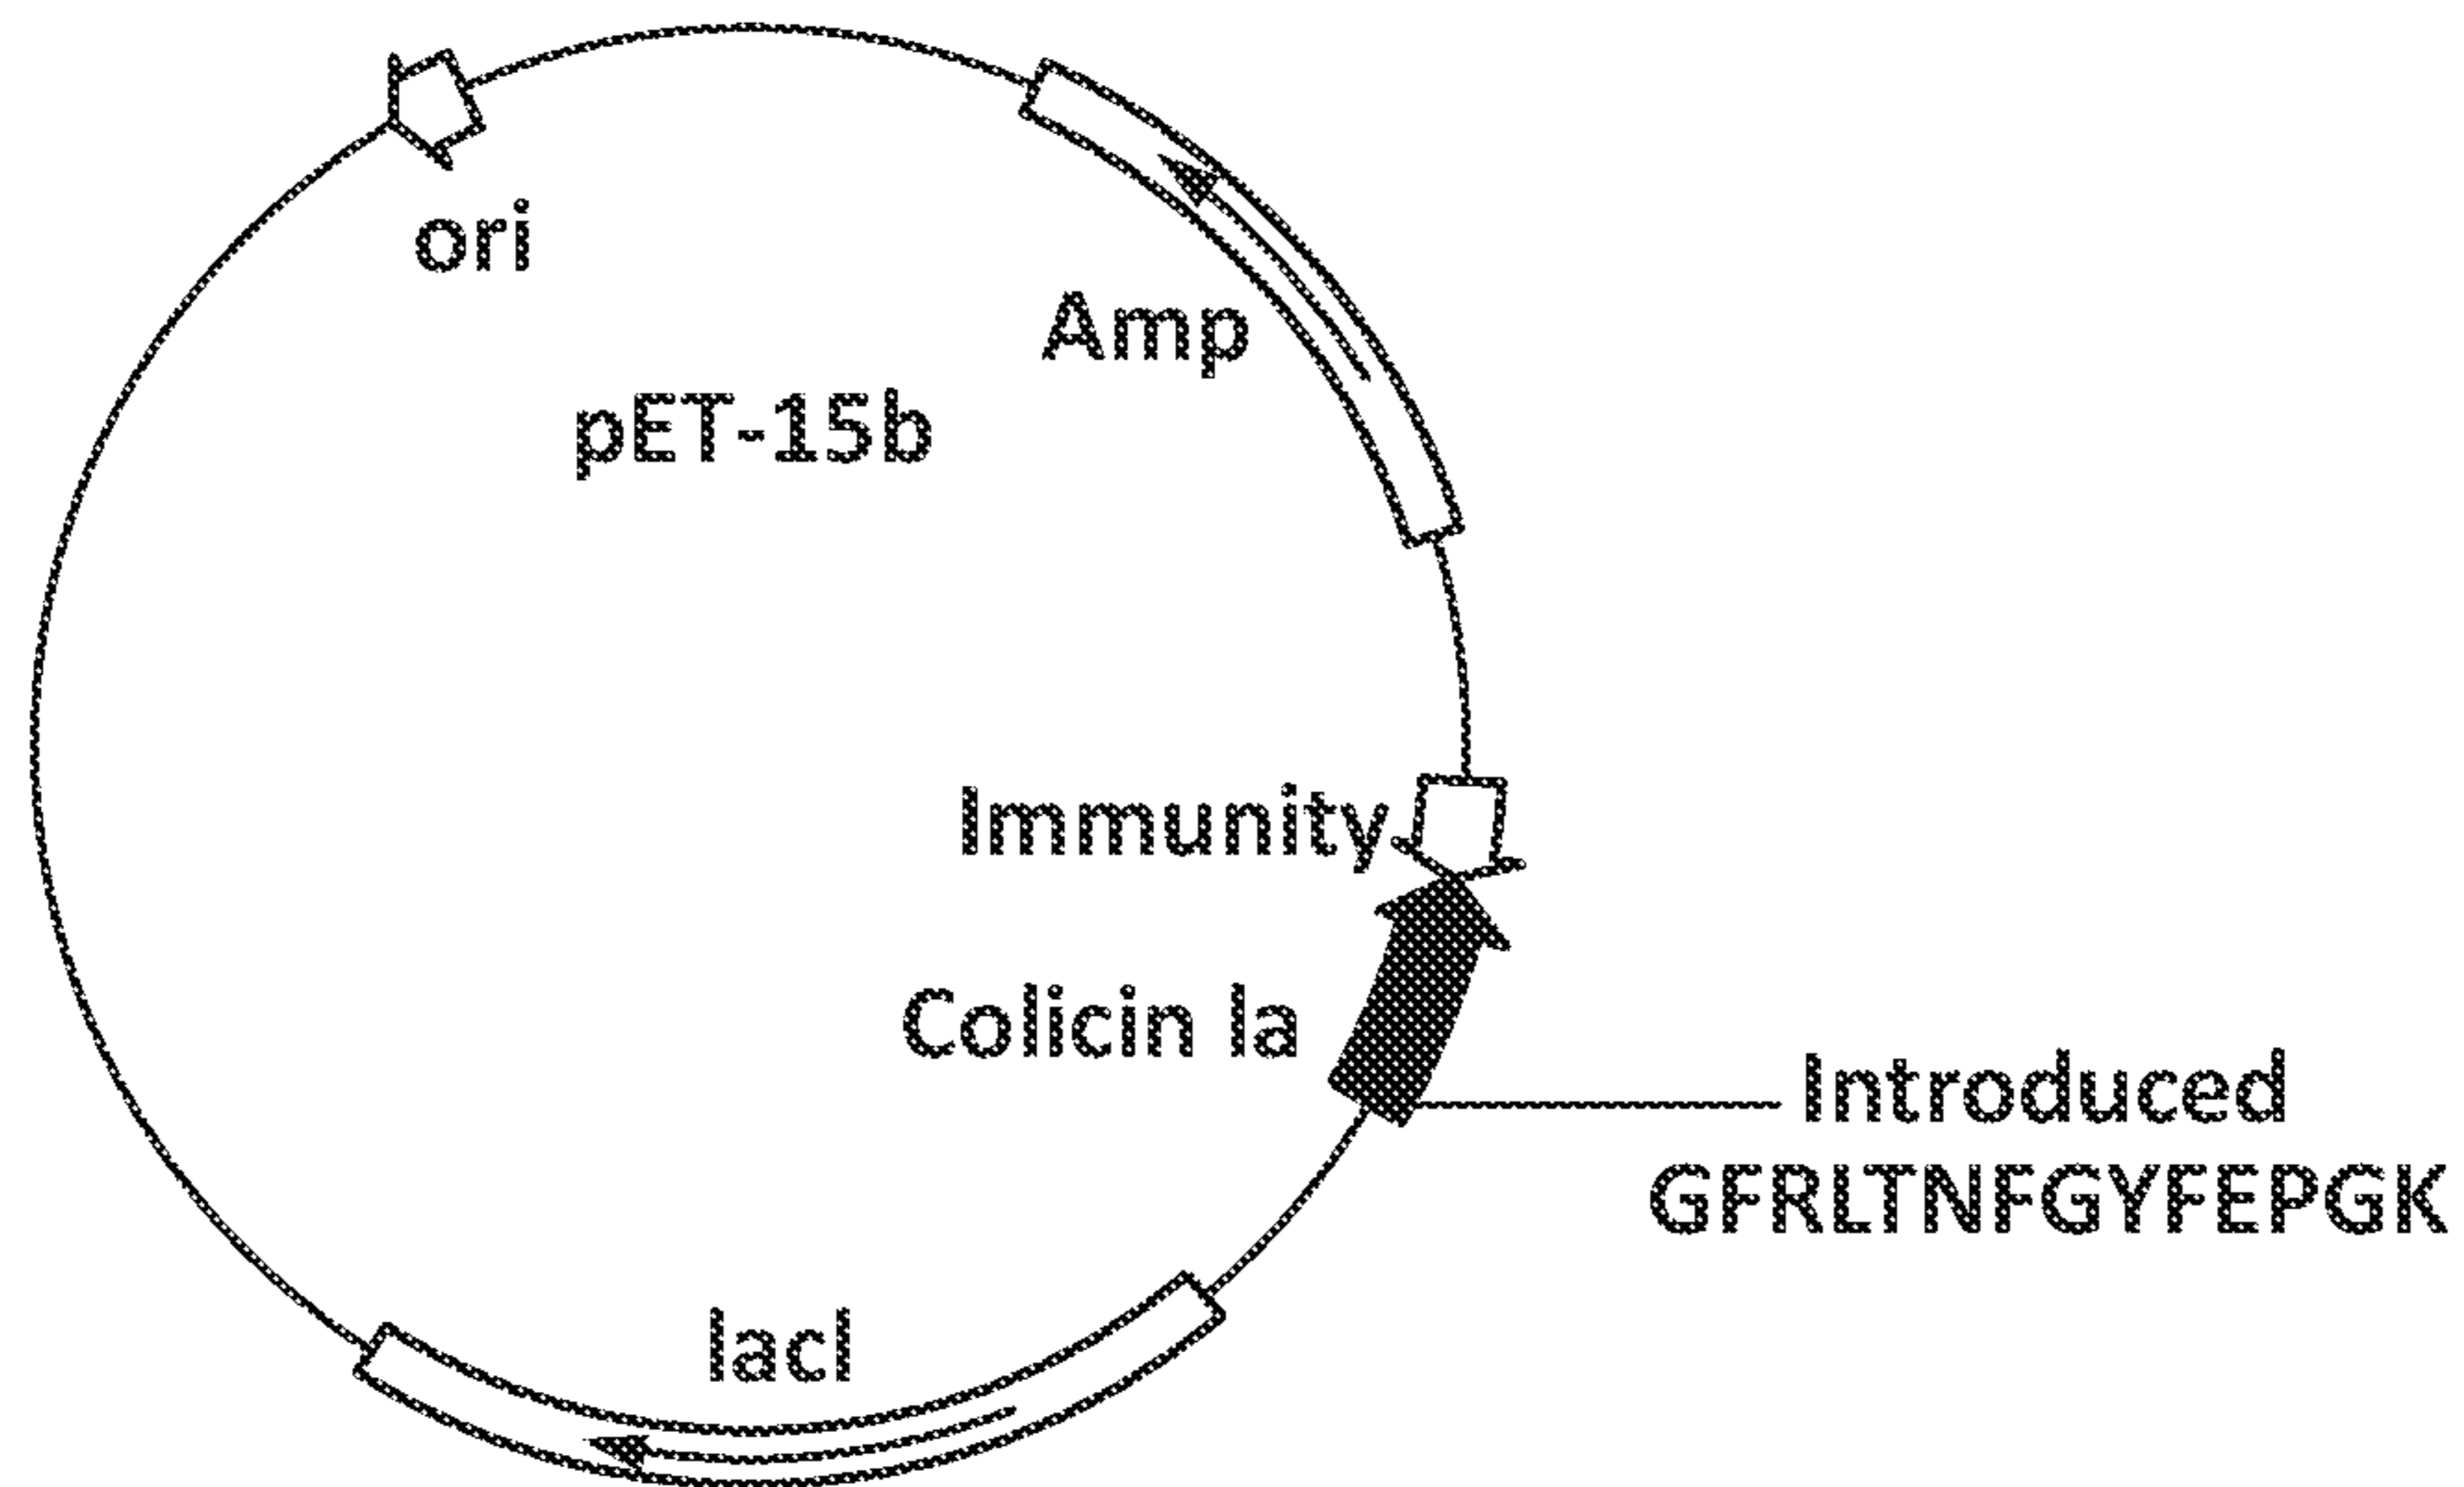 ori
Amp
pET-15b
Immunity
Colicin Ia
Introduced
GFRLTNFGYFEPGK
lacI